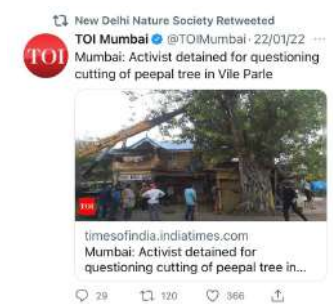 New Delhi Nature Society Retweeted
TOI
TOI Mumbai @TOIMumbai · 22/01/22 ...
Mumbai: Activist detained for questioning
cutting of peepal tree in Vile Parle
TOI
timesofindia.indiatimes.com
Mumbai: Activist detained for
questioning cutting of peepal tree in...
29 120 366